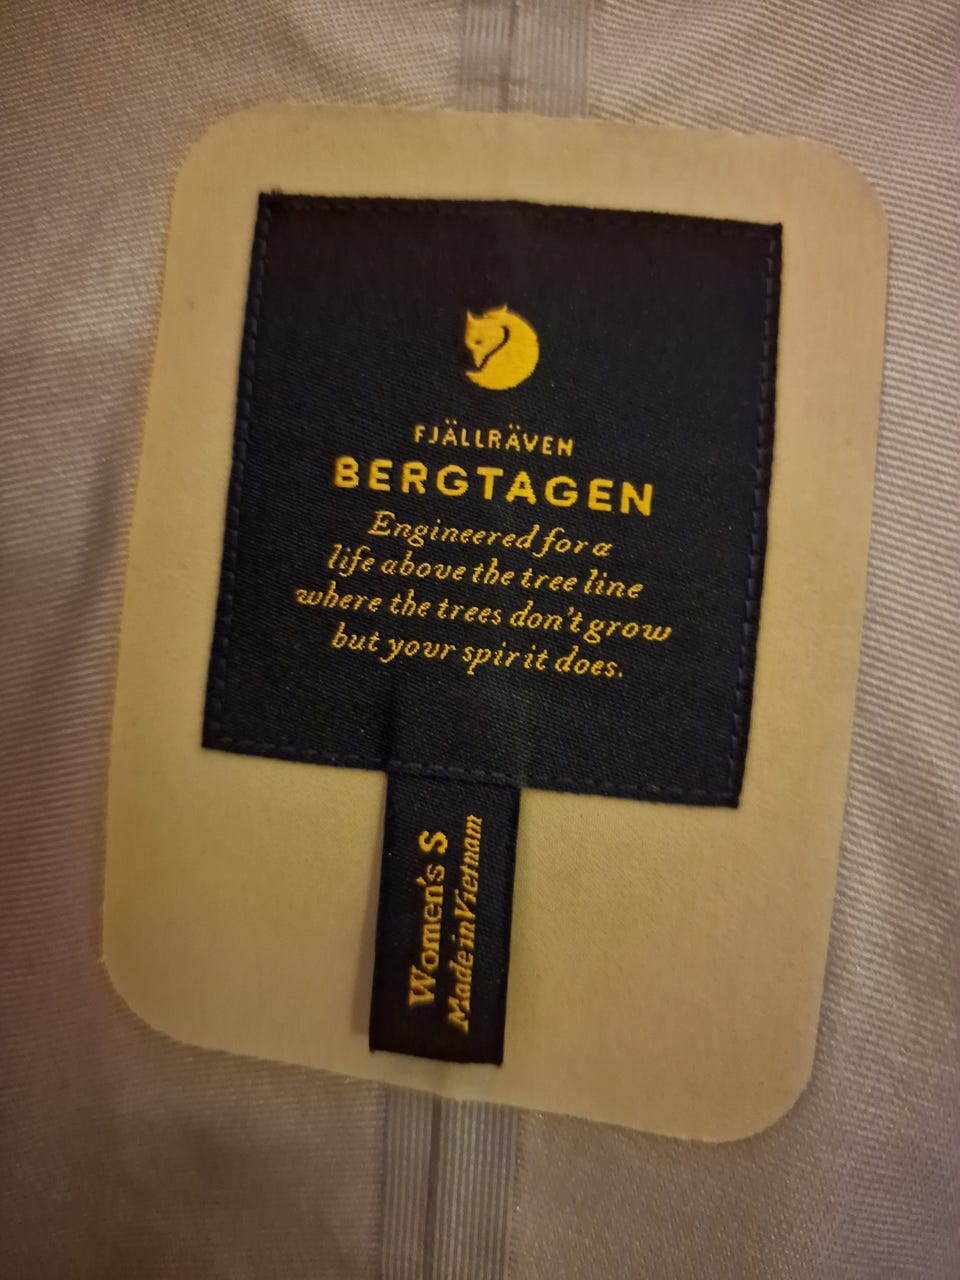 FJÄLLRÄVEN
BERGTAGEN
Engineered for a
life above the tree line
where the trees don't grow
but your spirit does.
Women's S
Made in Vietnam